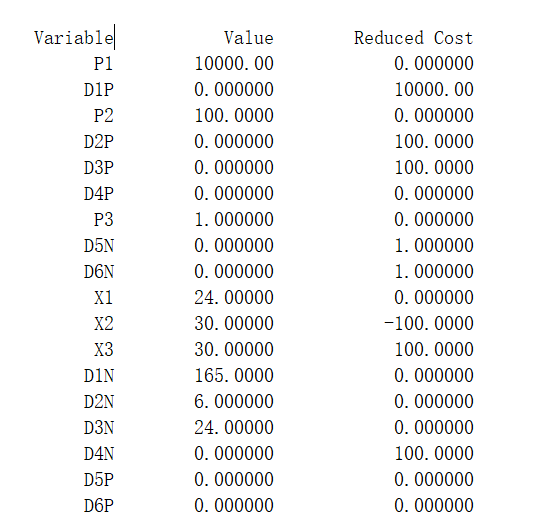 Variable Value Reduced Cost
P1 10000.00 0.000000
D1P 0.000000 10000.00
P2 100.0000 0.000000
D2P 0.000000 100.0000
D3P 0.000000 100.0000
D4P 0.000000 0.000000
P3 1.000000 0.000000
D5N 0.000000 1.000000
D6N 0.000000 1.000000
X1 24.00000 0.000000
X2 30.00000 -100.0000
X3 30.00000 100.0000
D1N 165.0000 0.000000
D2N 6.000000 0.000000
D3N 24.00000 0.000000
D4N 0.000000 100.0000
D5P 0.000000 0.000000
D6P 0.000000 0.000000